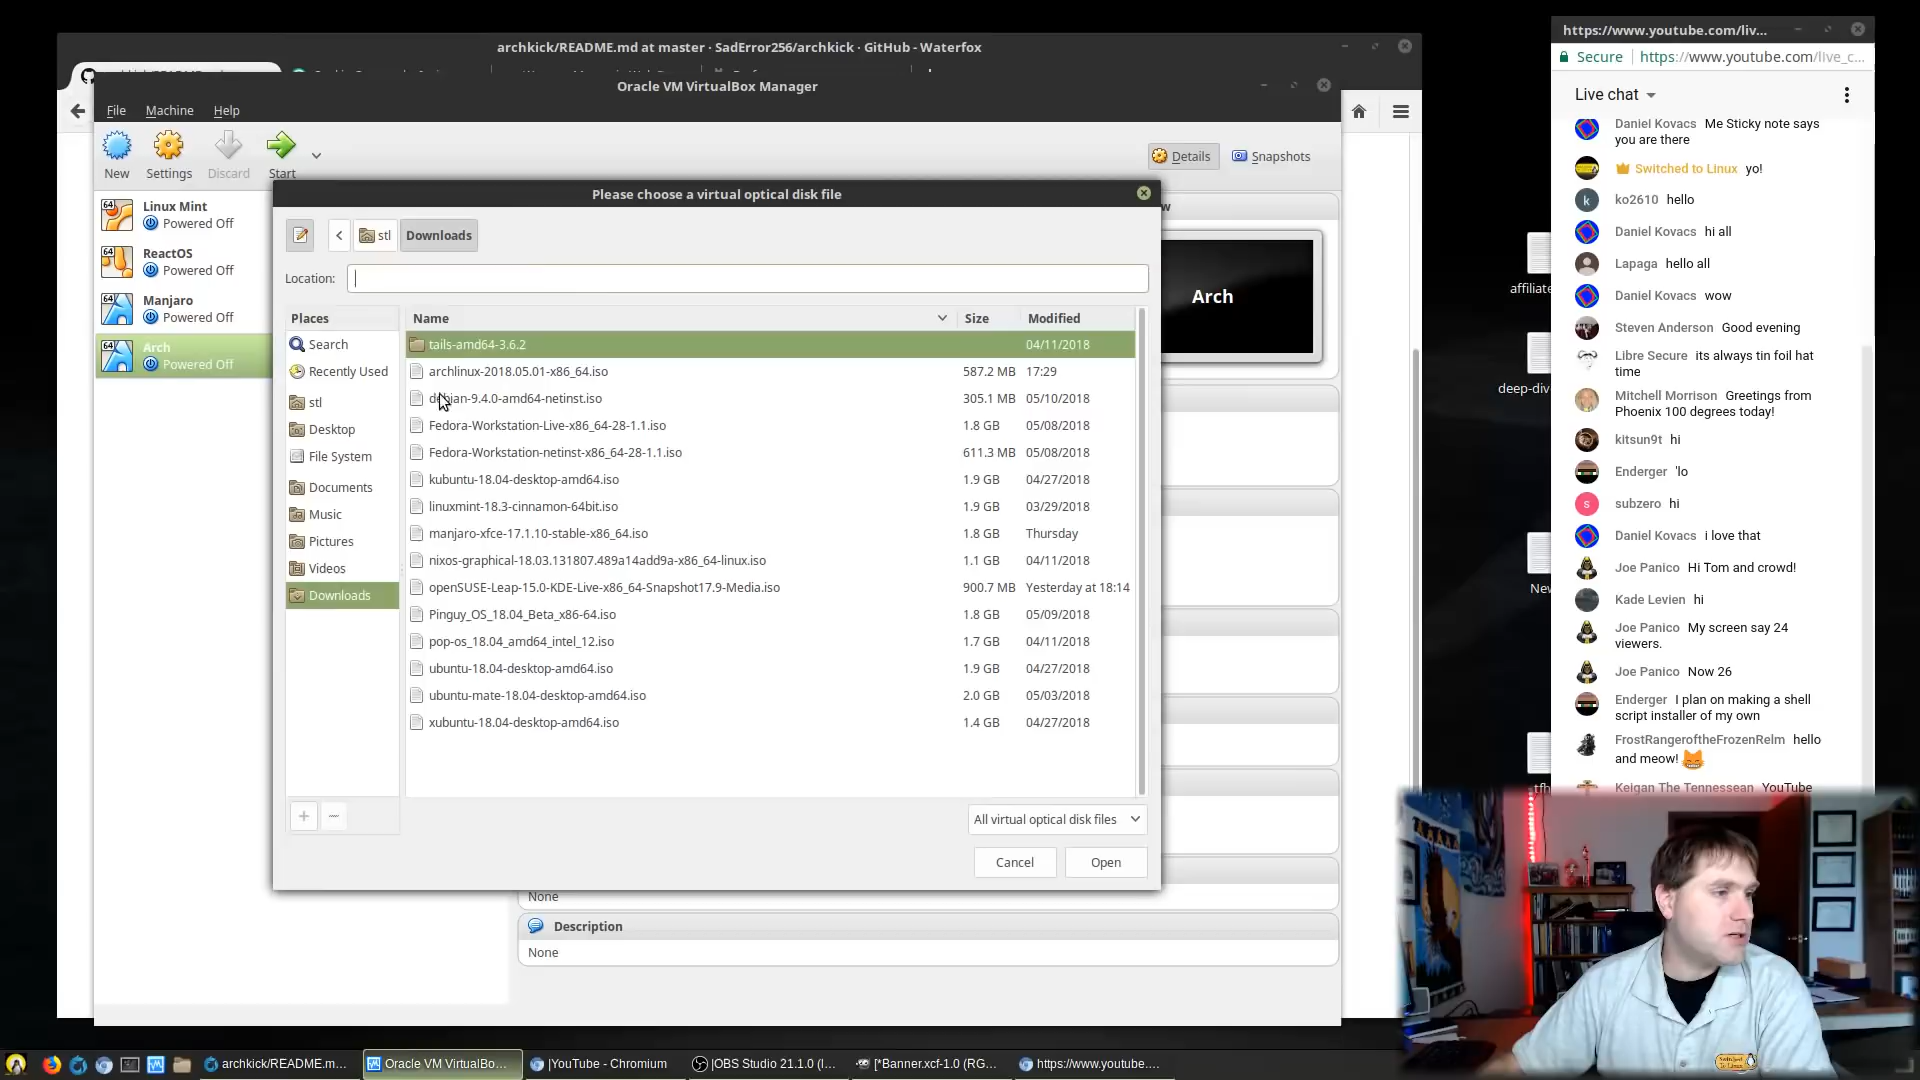 archkick/README.md at master · SadError256/archkick · GitHub - Waterfox
Oracle VM VirtualBox Manager
File Machine Help
New Settings Discard Start
Details Snapshots
Linux Mint
Powered Off
ReactOS
Powered Off
Manjaro
Powered Off
Arch
Powered Off
Please choose a virtual optical disk file
stl Downloads
Location:
Places
Search
Recently Used
stl
Desktop
File System
Documents
Music
Pictures
Videos
Downloads
Name Size Modified
tails-amd64-3.6.2 04/11/2018
archlinux-2018.05.01-x86_64.iso 587.2 MB 17:29
debian-9.4.0-amd64-netinst.iso 305.1 MB 05/10/2018
Fedora-Workstation-Live-x86_64-28-1.1.iso 1.8 GB 05/08/2018
Fedora-Workstation-netinst-x86_64-28-1.1.iso 611.3 MB 05/08/2018
kubuntu-18.04-desktop-amd64.iso 1.9 GB 04/27/2018
linuxmint-18.3-cinnamon-64bit.iso 1.9 GB 03/29/2018
manjaro-xfce-17.1.10-stable-x86_64.iso 1.8 GB Thursday
nixos-graphical-18.03.131807.489a14add9a-x86_64-linux.iso 1.1 GB 04/11/2018
openSUSE-Leap-15.0-KDE-Live-x86_64-Snapshot17.9-Media.iso 900.7 MB Yesterday at 18:14
Pinguy_OS_18.04_Beta_x86-64.iso 1.8 GB 05/09/2018
pop-os_18.04_amd64_intel_12.iso 1.7 GB 04/11/2018
ubuntu-18.04-desktop-amd64.iso 1.9 GB 04/27/2018
ubuntu-mate-18.04-desktop-amd64.iso 2.0 GB 05/03/2018
xubuntu-18.04-desktop-amd64.iso 1.4 GB 04/27/2018
All virtual optical disk files
Cancel Open
w
Arch
None
Description
None
affiliate
deep-div
New
tfh
https://www.youtube.com/liv...
Secure https://www.youtube.com/live_c...
Live chat
Daniel Kovacs Me Sticky note says
you are there
Switched to Linux yo!
ko2610 hello
Daniel Kovacs hi all
Lapaga hello all
Daniel Kovacs wow
Steven Anderson Good evening
Libre Secure its always tin foil hat
time
Mitchell Morrison Greetings from
Phoenix 100 degrees today!
kitsun9t hi
Enderger 'lo
subzero hi
Daniel Kovacs i love that
Joe Panico Hi Tom and crowd!
Kade Levien hi
Joe Panico My screen say 24
viewers.
Joe Panico Now 26
Enderger I plan on making a shell
script installer of my own
FrostRangeroftheFrozenRelm hello
and meow!
Keigan The Tennessean YouTube
archkick/README.m...
Oracle VM VirtualBo...
|YouTube - Chromium
|OBS Studio 21.1.0 (l...
[*Banner.xcf-1.0 (RG...
https://www.youtube....